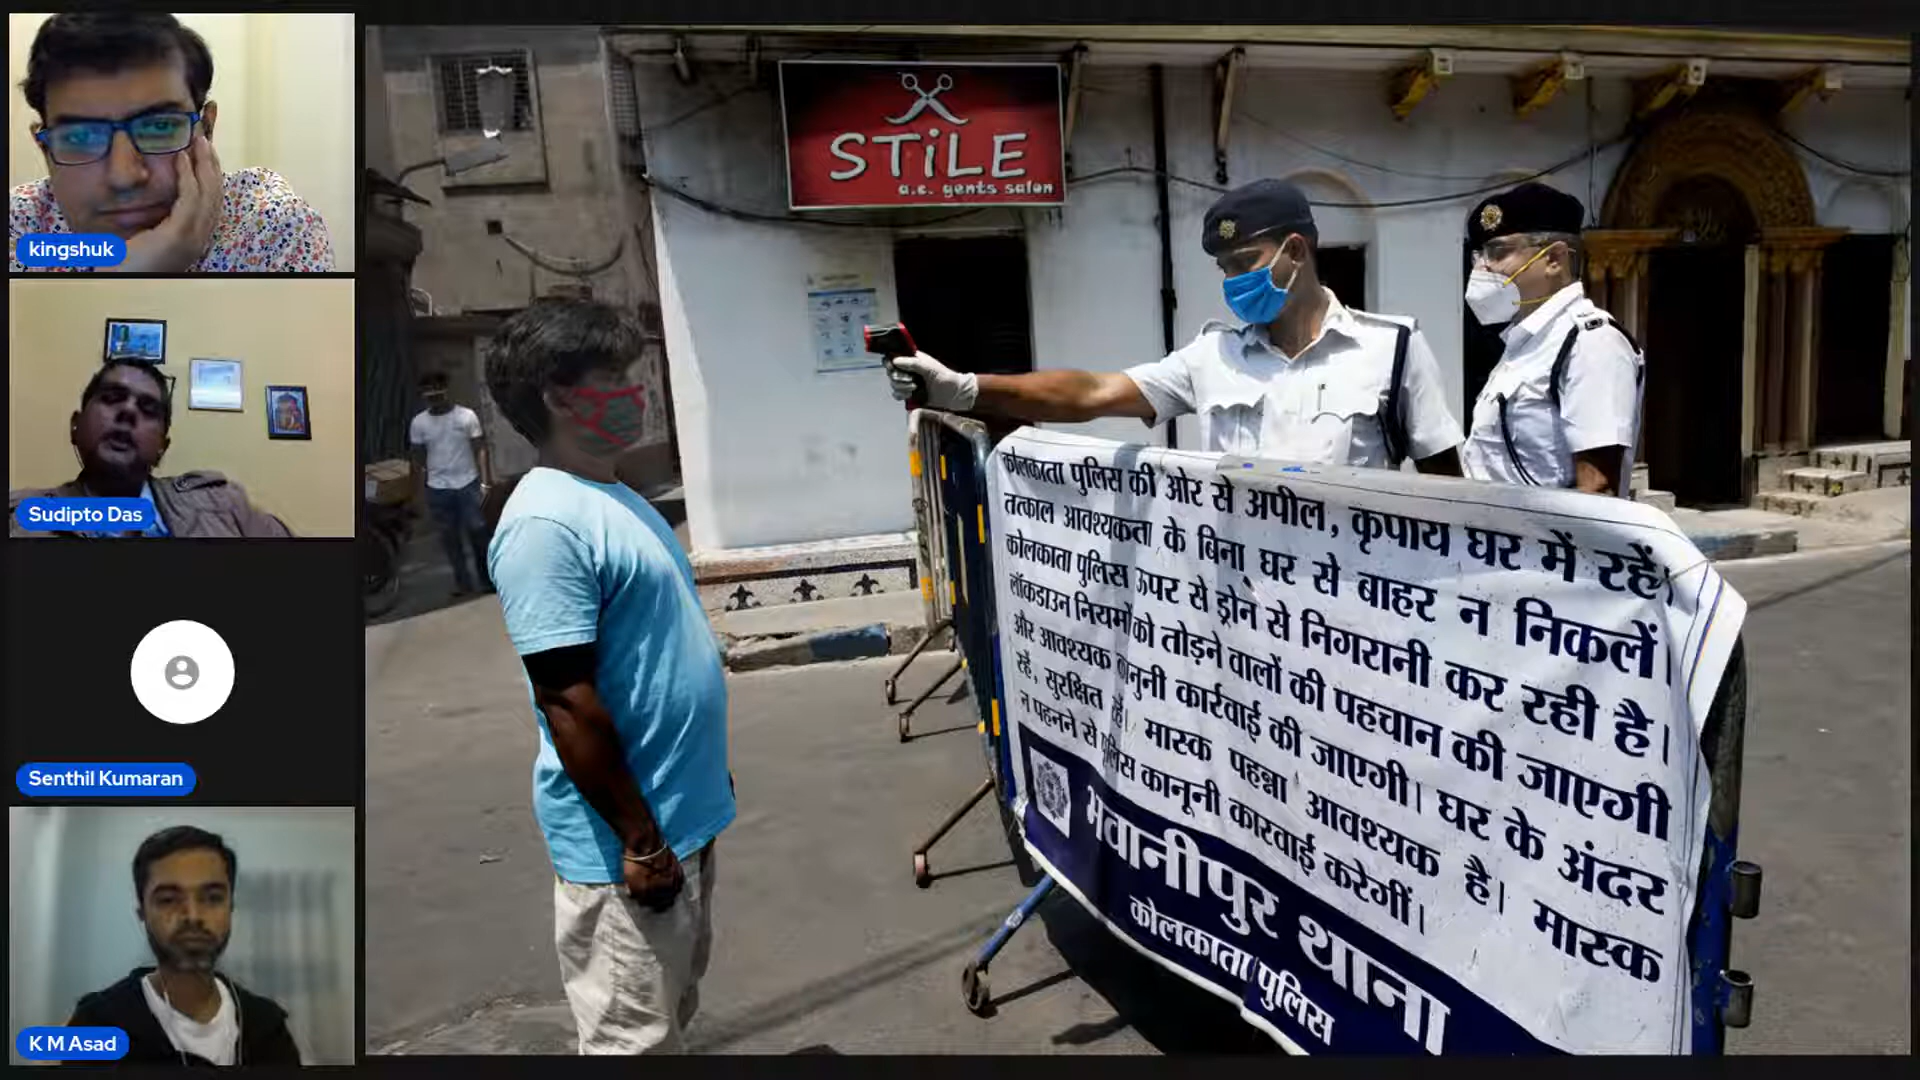 kingshuk
Sudipto Das
Senthil Kumaran
K M Asad
STiLE
a.c. gents salon
कोलकाता पुलिस की ओर से अपील, कृपाय घर में रहें।
तत्काल आवश्यकता के बिना घर से बाहर न निकलें।
कोलकाता पुलिस ऊपर से ड्रोन से निगरानी कर रही है।
लॉकडाउन नियमों को तोड़ने वालों की पहचान की जाएगी
और आवश्यक कानुनी कार्रवाई की जाएगी। घर के अंदर
रहें, सुरक्षित रहें। मास्क पहन्ना आवश्यक है। मास्क
न पहनने से पुलिस कानूनी कारवाई करेगीं।
भवानीपुर थाना
कोलकाता पुलिस